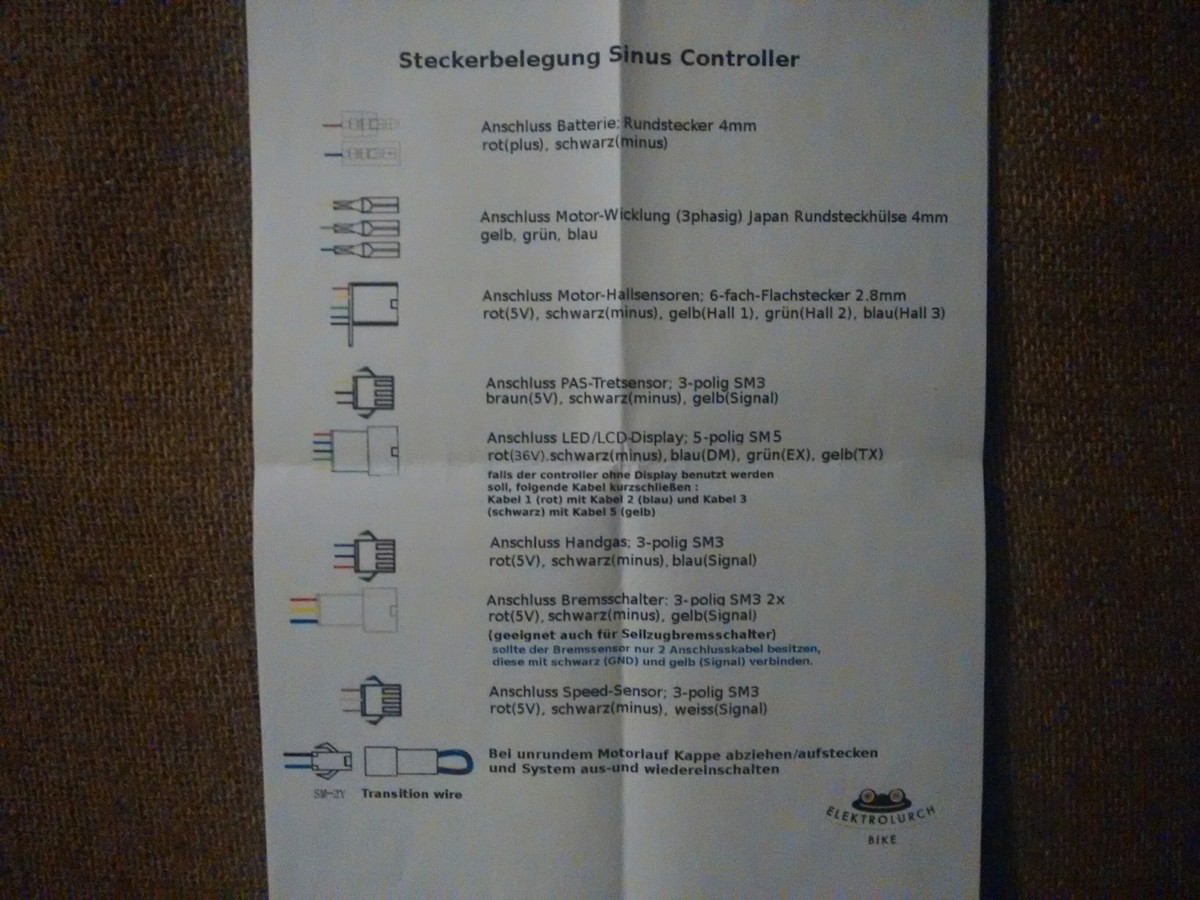 Steckerbelegung Sinus Controller
Anschluss Batterie; Rundstecker 4mm
rot(plus), schwarz(minus)
Anschluss Motor-Wicklung (3phasig) Japan Rundsteckhülse 4mm
gelb, grün, blau
Anschluss Motor-Hallsensoren; 6-fach-Flachstecker 2.8mm
rot(5V), schwarz(minus), gelb(Hall 1), grün(Hall 2), blau(Hall 3)
Anschluss PAS-Tretsensor; 3-polig SM3
braun(5V), schwarz(minus), gelb(Signal)
Anschluss LED/LCD-Display; 5-polig SM5
rot(36V).schwarz(minus), blau(DM), grün(EX), gelb(TX)
falls der controller ohne Display benutzt werden
soll, folgende Kabel kurzschließen :
Kabel 1 (rot) mit Kabel 2 (blau) und Kabel 3
(schwarz) mit Kabel 5 (gelb)
Anschluss Handgas; 3-polig SM3
rot(5V), schwarz(minus), blau(Signal)
Anschluss Bremsschalter; 3-polig SM3 2x
rot(5V), schwarz(minus), gelb(Signal)
(geeignet auch für Seilzugbremsschalter)
sollte der Bremssensor nur 2 Anschlusskabel besitzen,
diese mit schwarz (GND) und gelb (Signal) verbinden.
Anschluss Speed-Sensor; 3-polig SM3
rot(5V), schwarz(minus), weiss(Signal)
Bei unrundem Motorlauf Kappe abziehen/aufstecken
und System aus-und wiedereinschalten
SM-2Y Transition wire
ELEKTROLURCH
BIKE